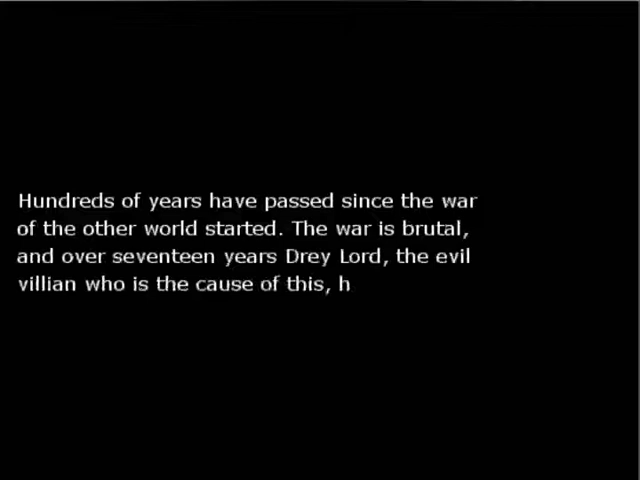 Hundreds of years have passed since the war
of the other world started. The war is brutal,
and over seventeen years Drey Lord, the evil
villian who is the cause of this, h